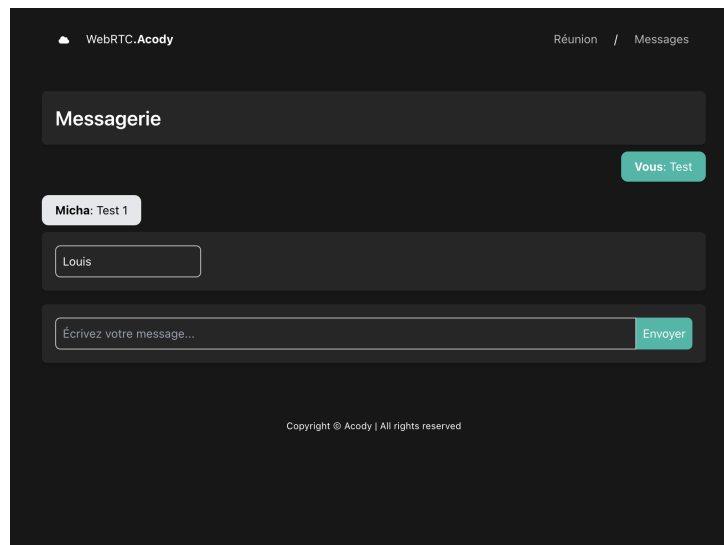 WebRTC.Acody
Réunion / Messages
Messagerie
Vous: Test
Micha: Test 1
Louis
Écrivez votre message...
Envoyer
Copyright © Acody | All rights reserved